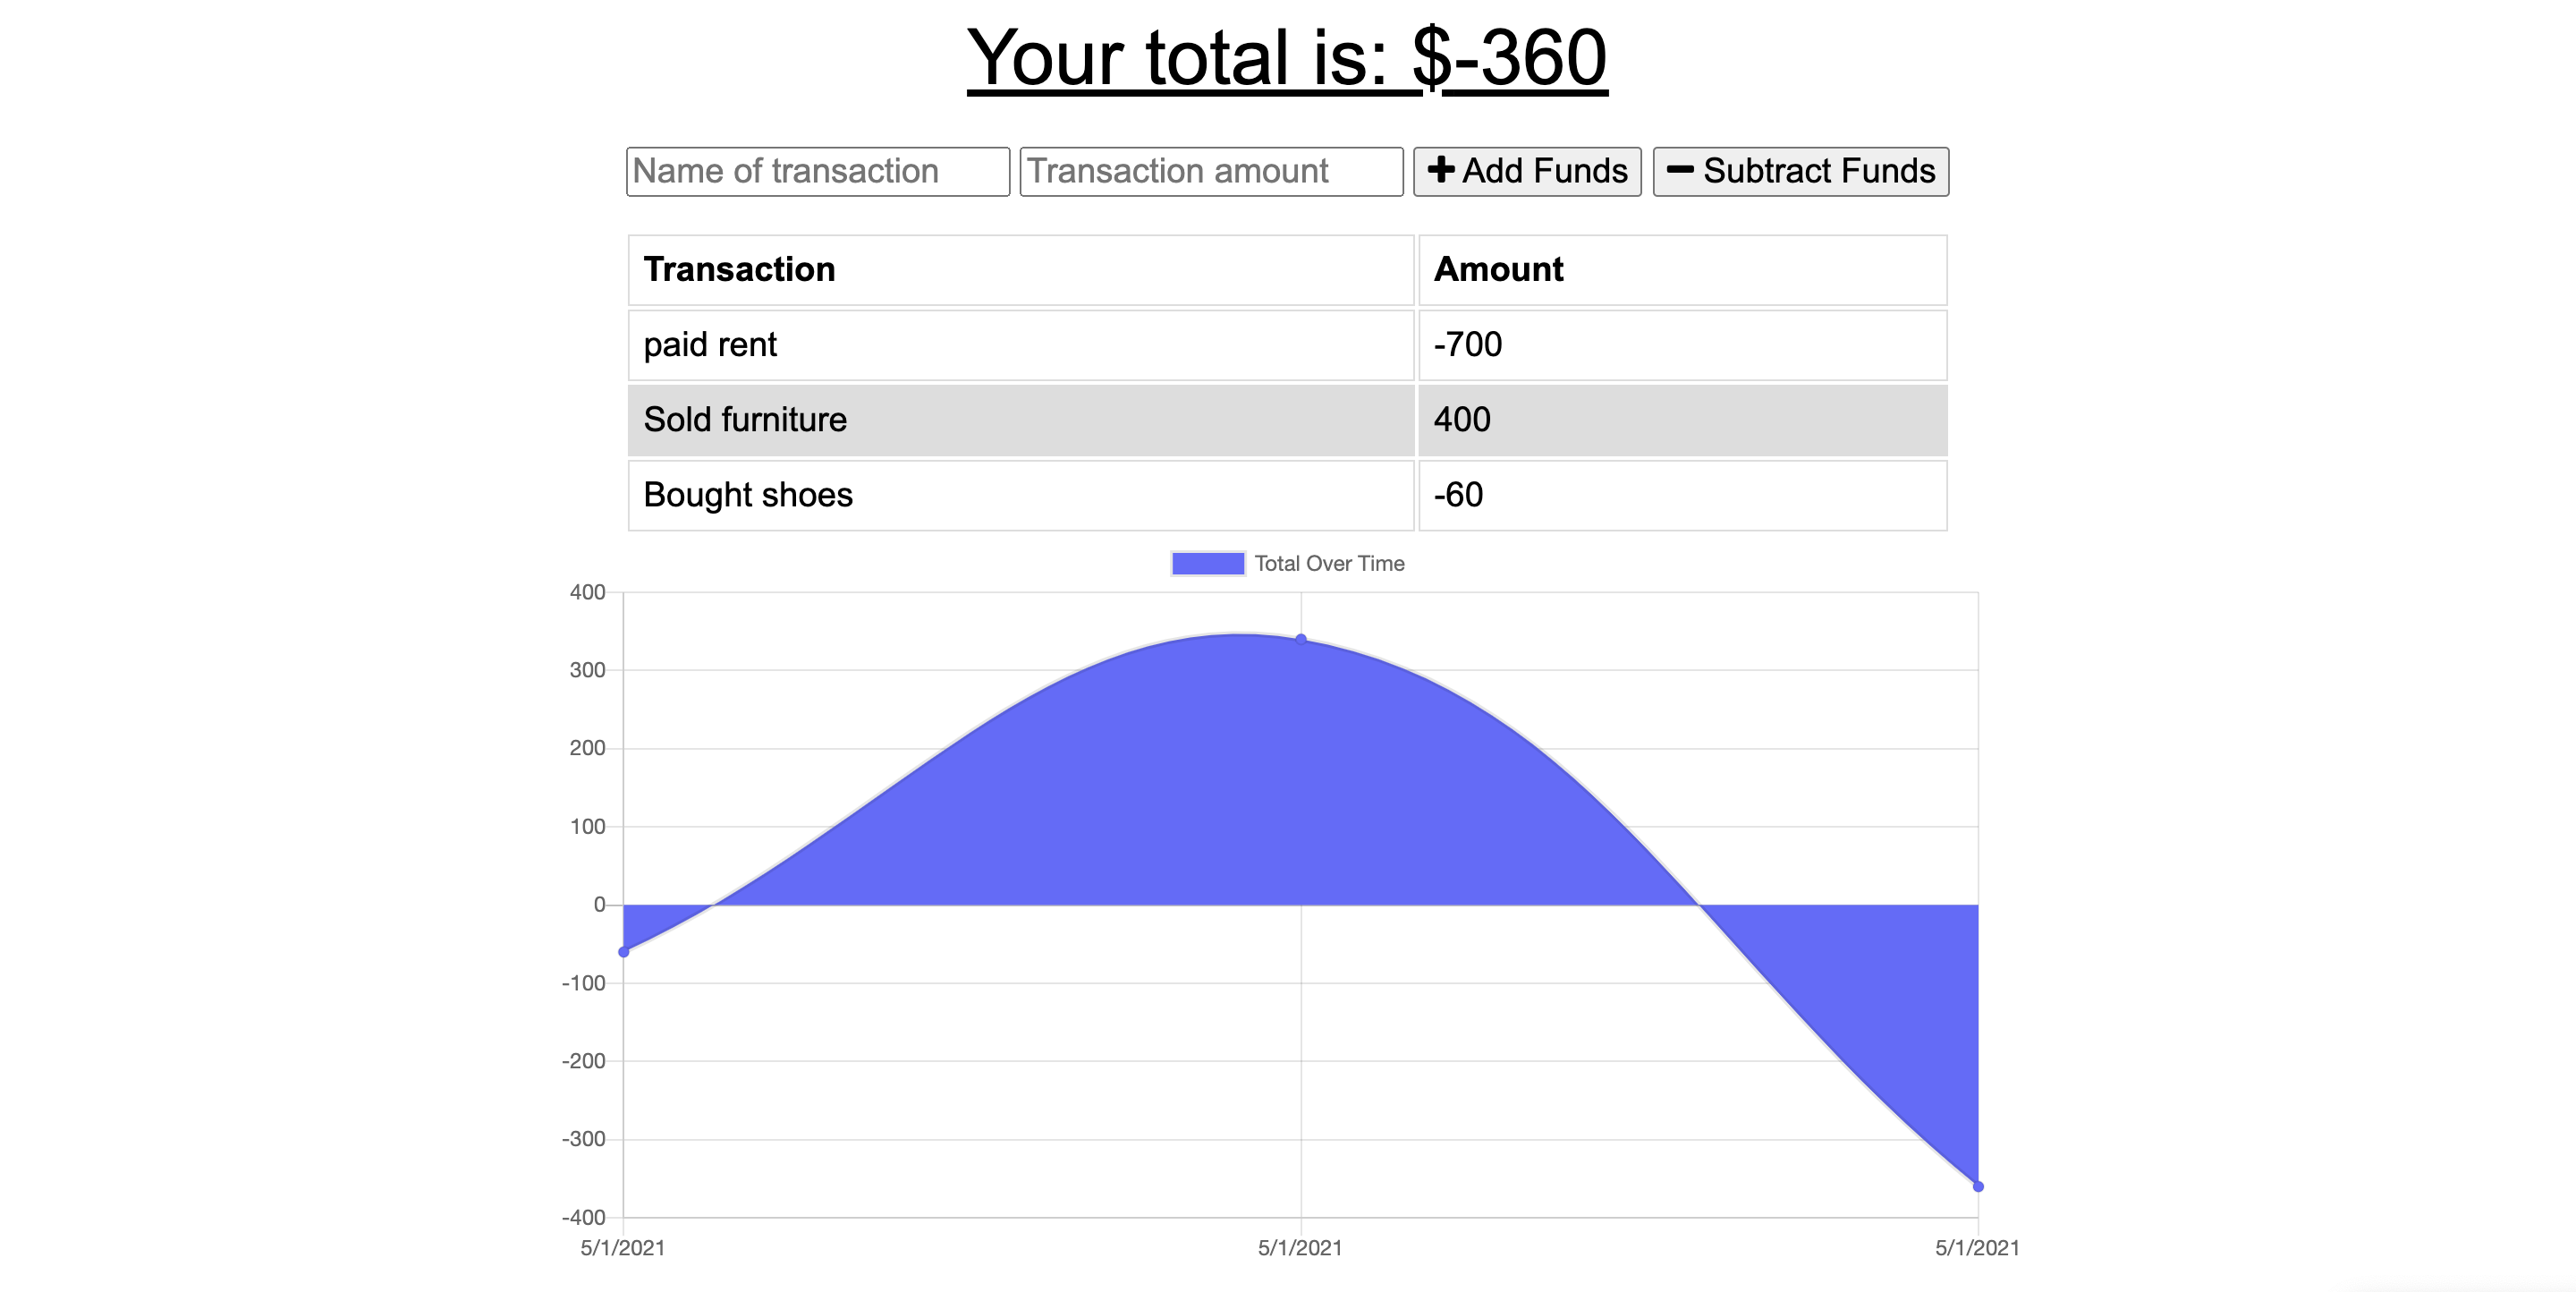 Your total is: $-360
Name of transaction Transaction amount Add Funds Subtract Funds
Transaction Amount
paid rent -700
Sold furniture 400
Bought shoes -60
Total Over Time
400
300
200
100
0
-100
-200
-300
-400
5/1/2021 5/1/2021 5/1/2021